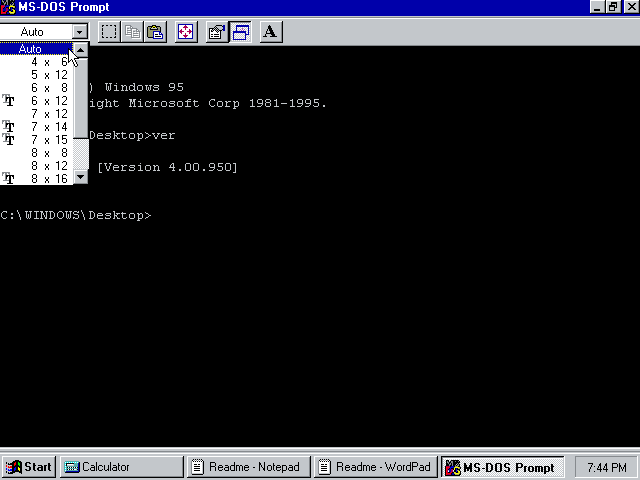 MS-DOS Prompt
Auto
Auto
4 x 6
5 x 12
6 x 8
6 x 12
7 x 12
7 x 14
7 x 15
8 x 8
8 x 12
8 x 16
) Windows 95
ight Microsoft Corp 1981-1995.
Desktop>ver
[Version 4.00.950]
C:\WINDOWS\Desktop>
A
Start
Calculator
Readme - Notepad
Readme - WordPad
MS-DOS Prompt
7:44 PM